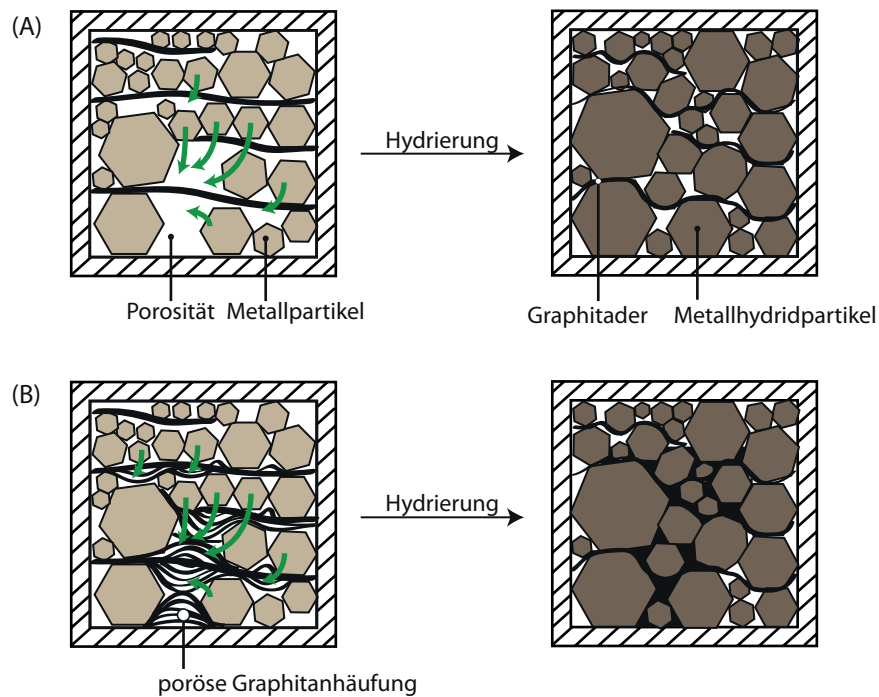 (A)
Hydrierung
Porosität
Metallpartikel
Graphitader
Metallhydridpartikel
(B)
Hydrierung
poröse Graphitanhäufung